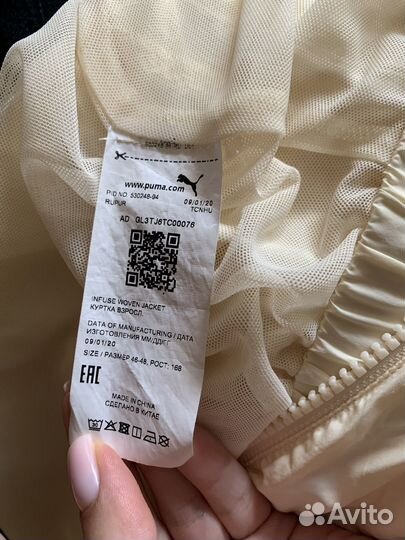 www.puma.com
PID NO. 530248-94 09/01/20
RUPUR TCNHU
AD GL3TJ6TC00076
INFUSE WOVEN JACKET
КУРТКА ВЗРОСЛ.
DATA OF MANUFACTURING / ДАТА
ИЗГОТОВЛЕНИЯ ММ/ДД/ГГ
09/01/20
SIZE / РАЗМЕР 46-48, РОСТ: 168
EAC
MADE IN CHINA
СДЕЛАНО В КИТАЕ
Avito